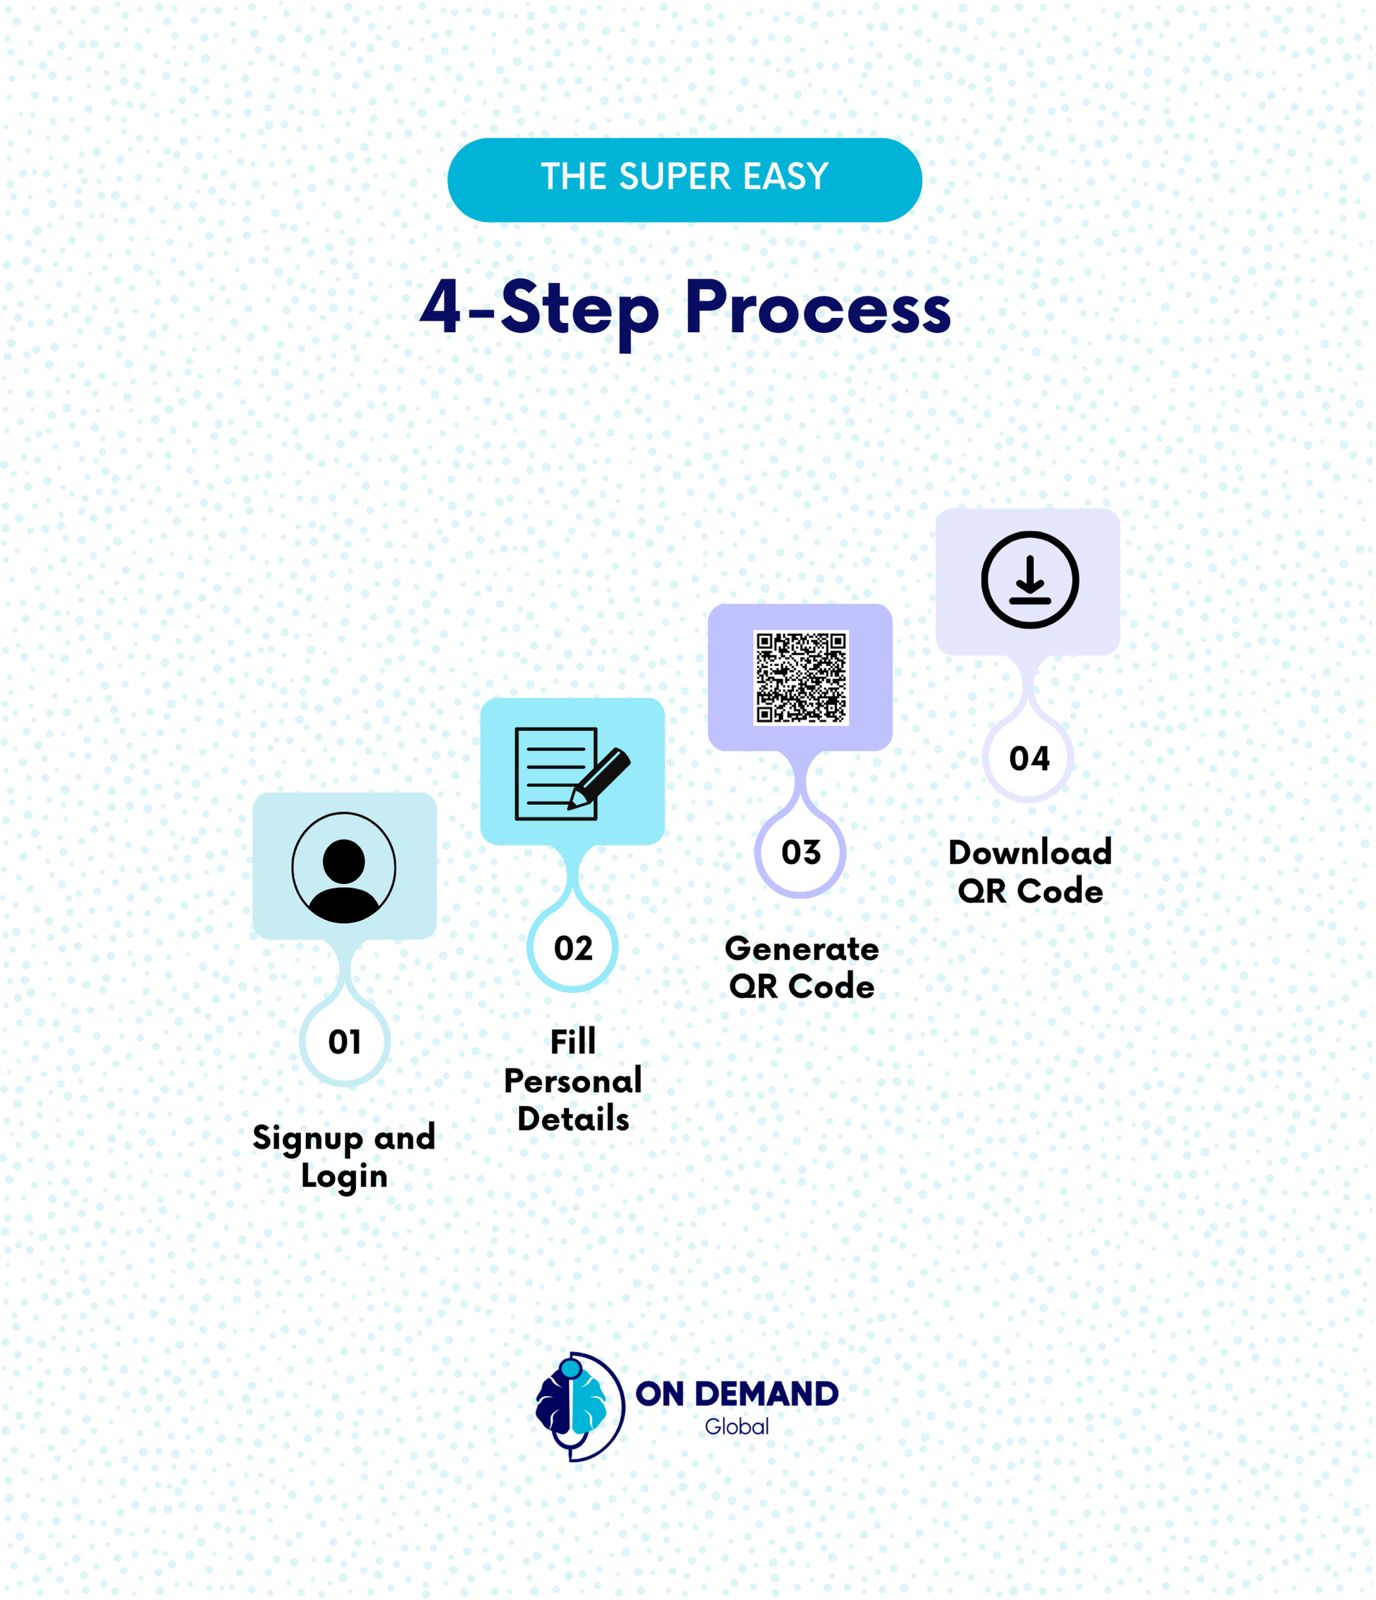 THE SUPER EASY
4-Step Process
01
Signup and
Login
02
Fill
Personal
Details
03
Generate
QR Code
04
Download
QR Code
ON DEMAND
Global